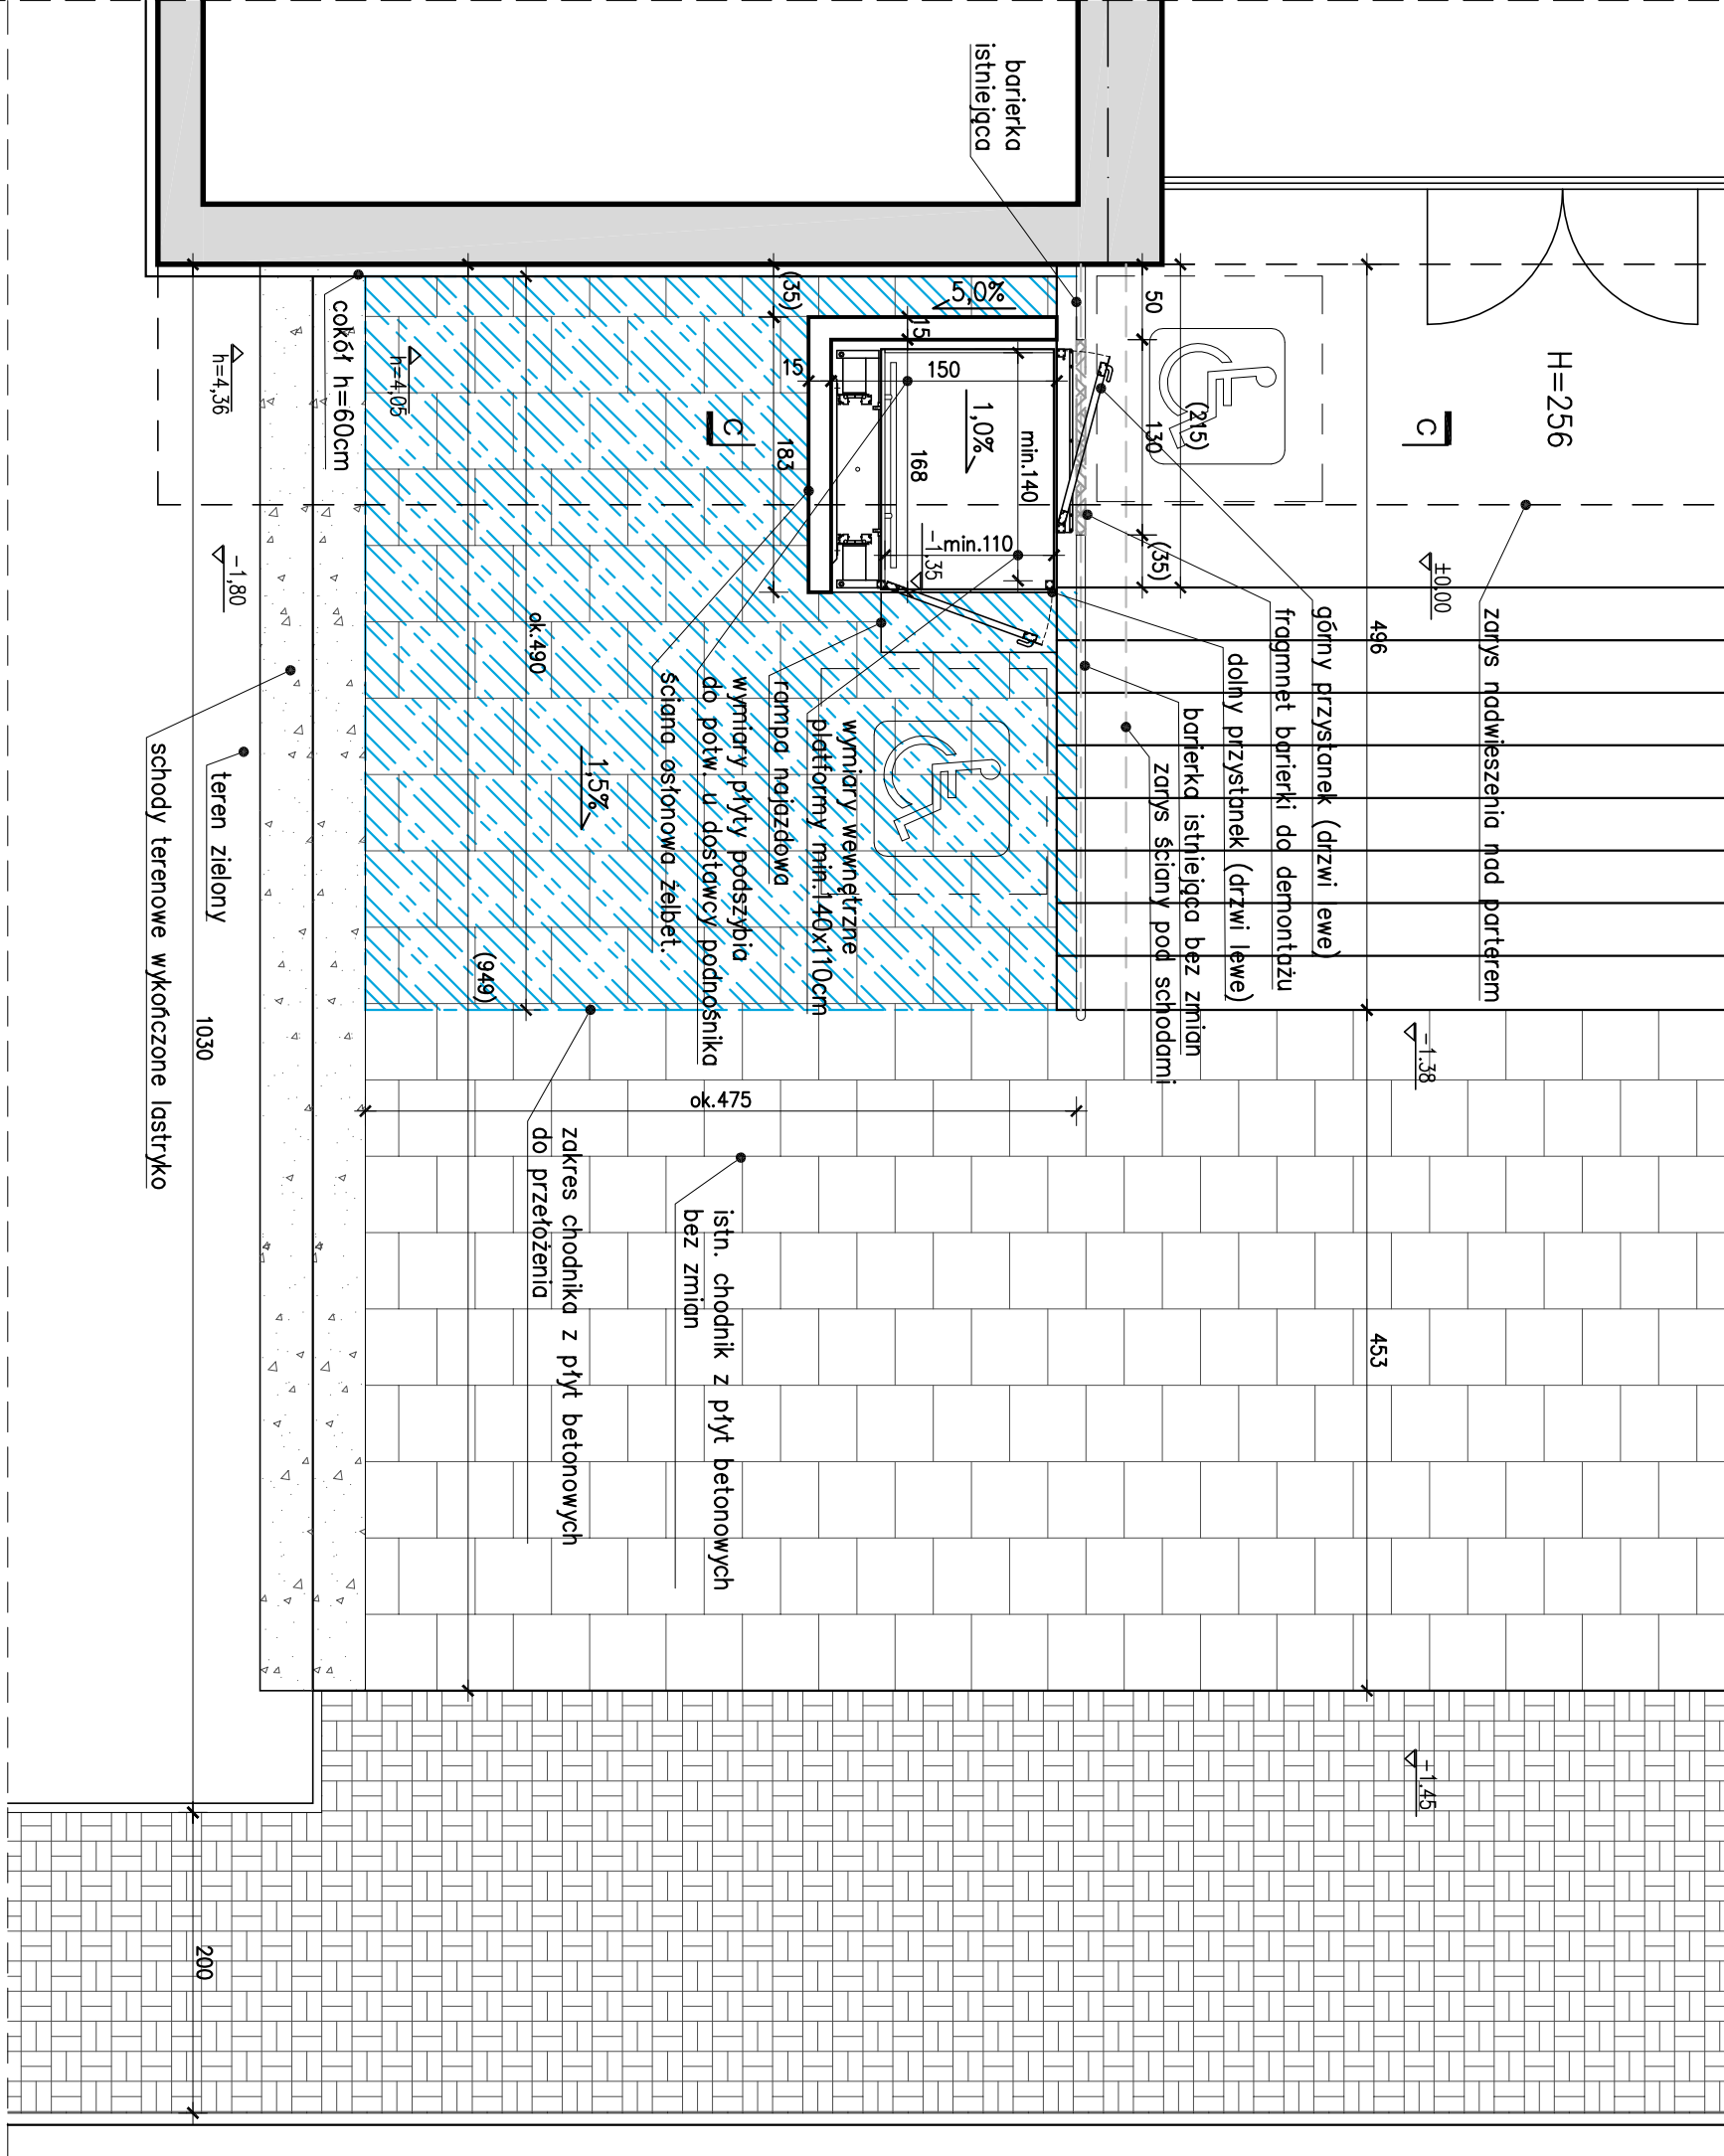 barierka
istniejąca
H=256
zarys nadwieszenia nad parterem
±0.00
496
górny przystanek (drzwi lewe)
fragmnet barierki do demontażu
dolny przystanek (drzwi lewe)
barierka istniejąca bez zmian
zarys ściany pod schodami
50
130
(215)
(35)
C
C
5,0%
15
15
150
(35)
183
168
1,0%
min.140
min.110
-1,35
wymiary wewnętrzne
platformy min.140x110cm
rampa najazdowa
wymiary płyty podszybia
do potw. u dostawcy podnośnika
ściana osłonowa żelbet.
1,5%
ok.490
(949)
h=4,05
cokół h=60cm
h=4,36
-1,80
teren zielony
schody terenowe wykończone lastryko
1030
200
ok.475
zakres chodnika z płyt betonowych
do przełożenia
istn. chodnik z płyt betonowych
bez zmian
-1.38
453
-1.45